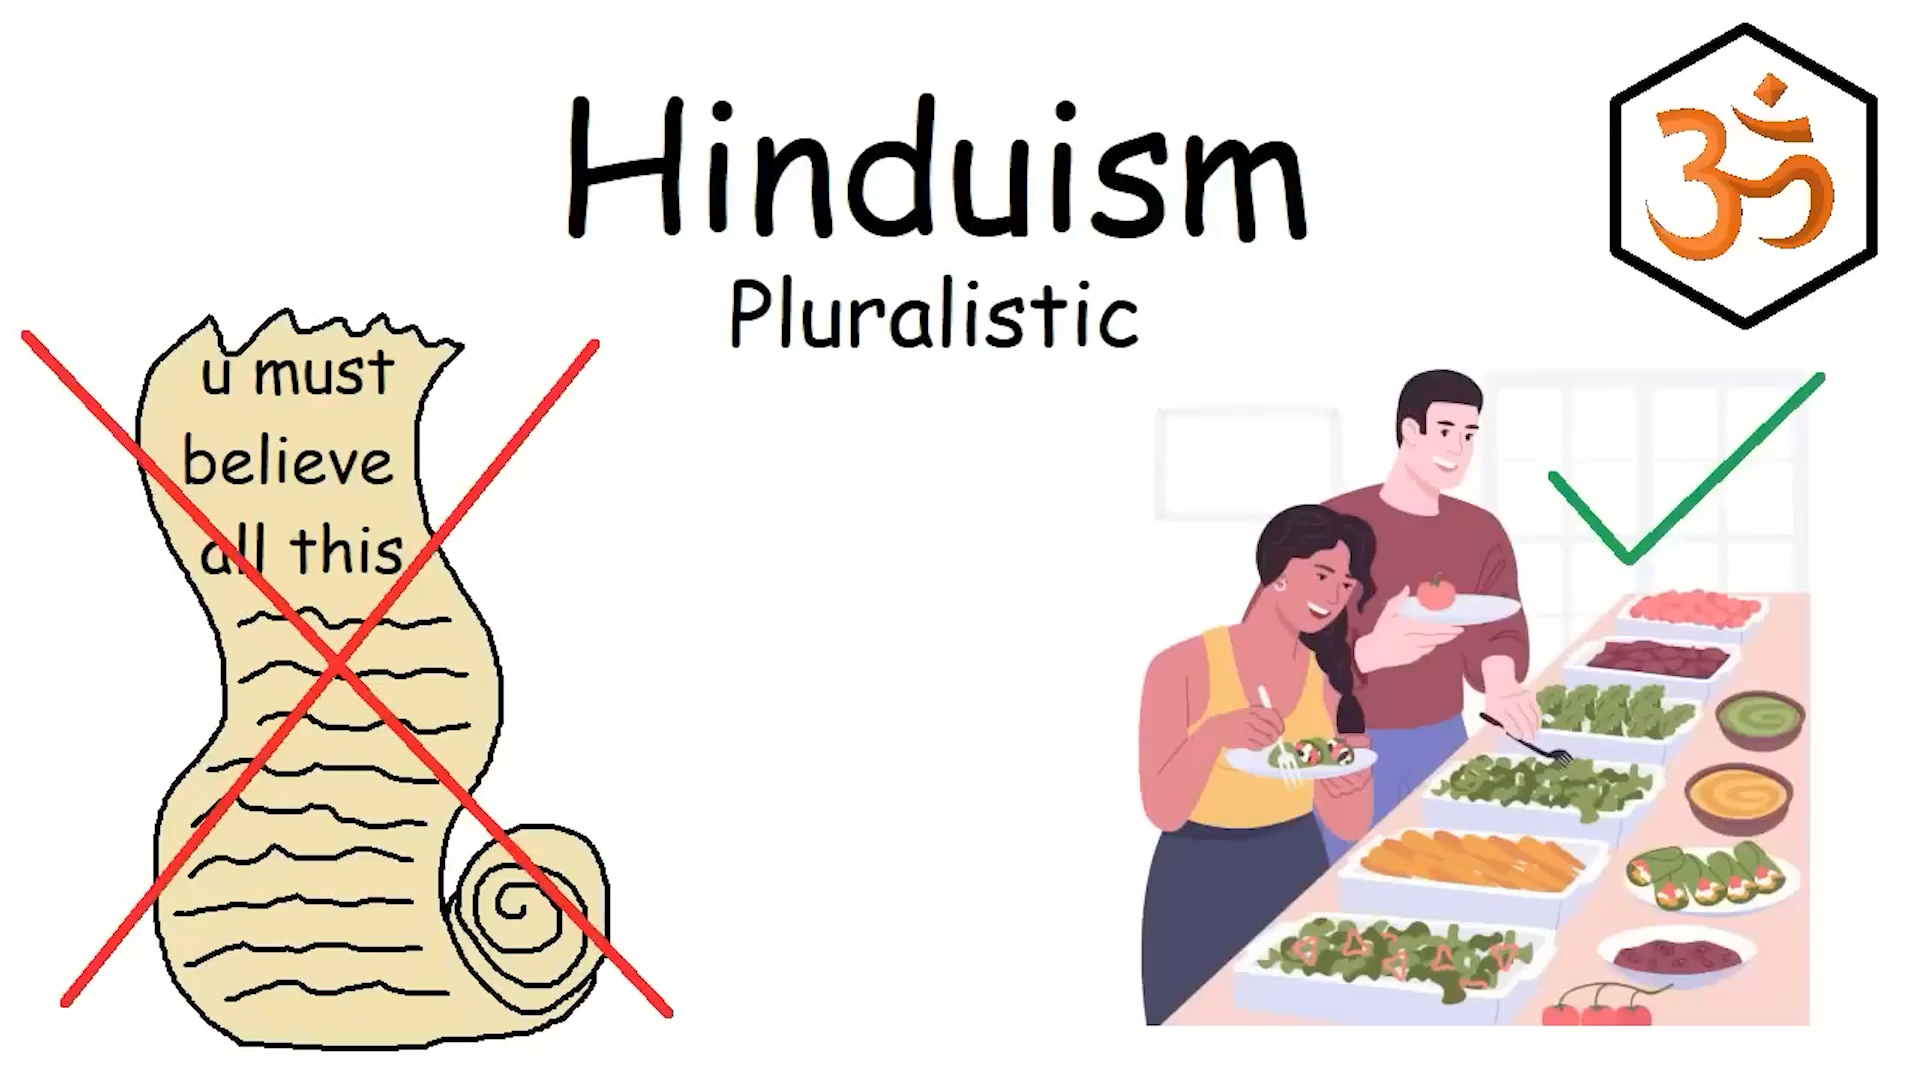 Hinduism
Pluralistic
ॐ
u must
believe
all this